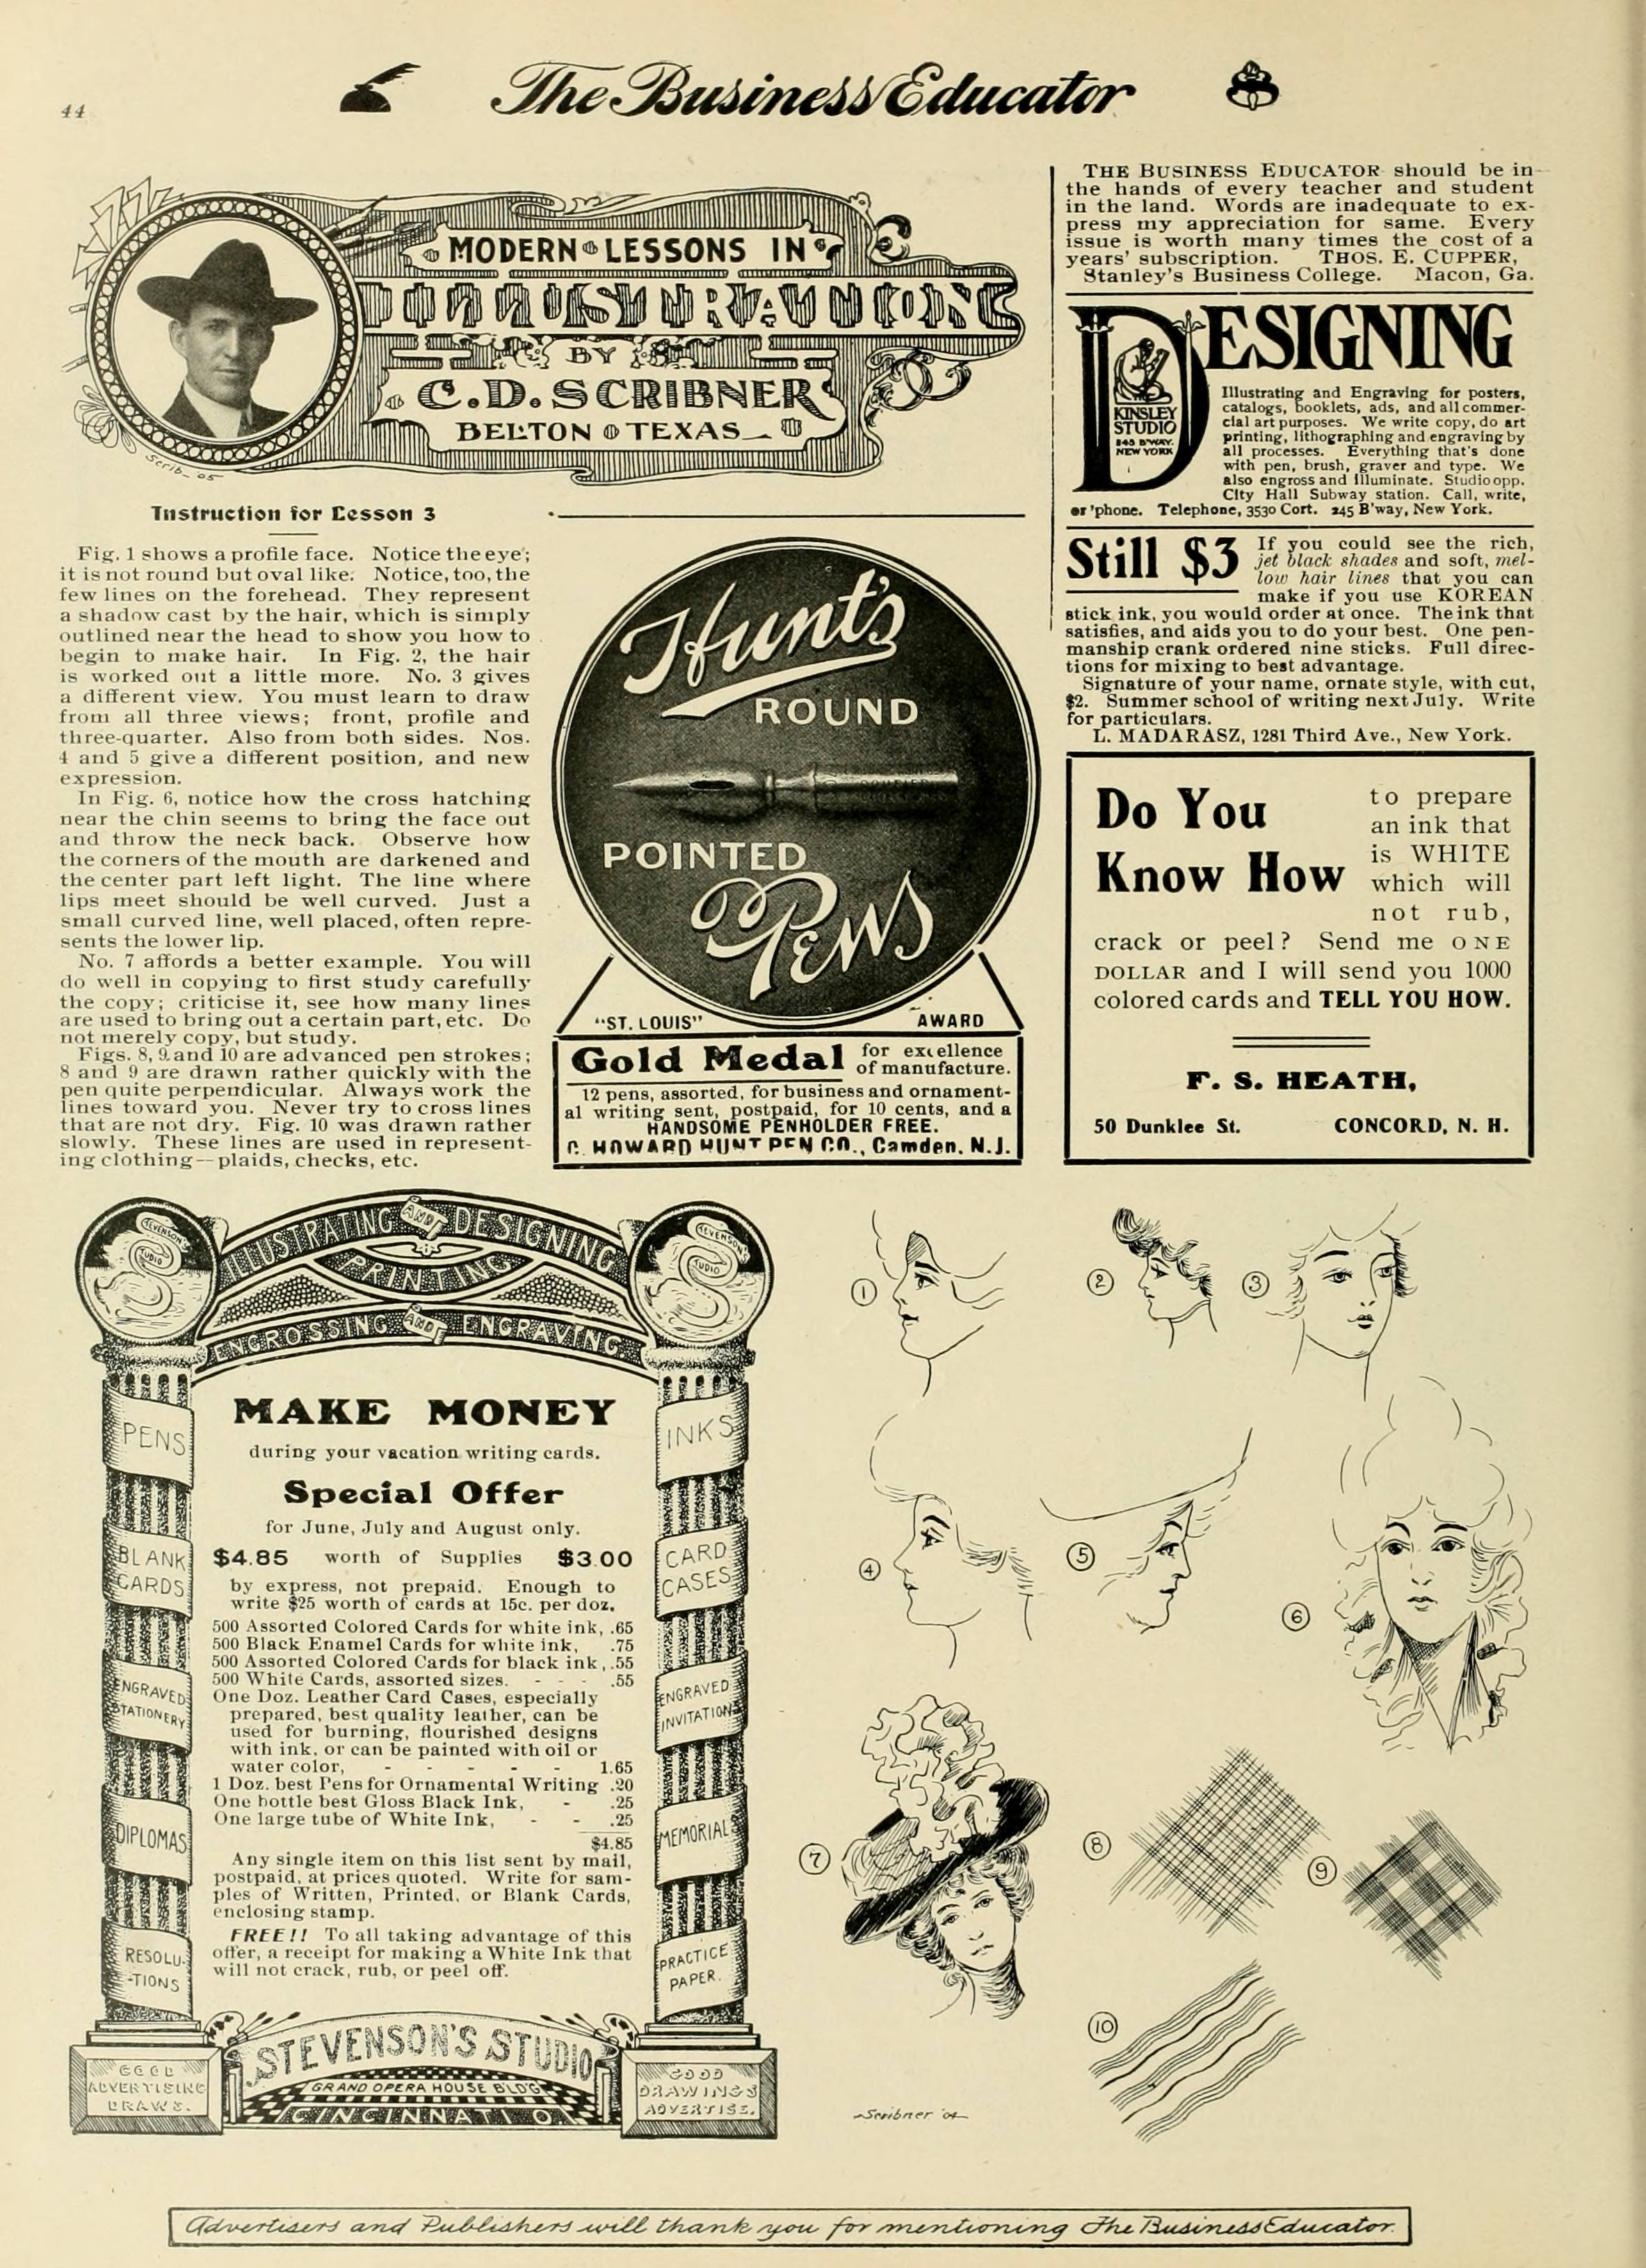 44
The Business Educator
MODERN LESSONS IN
ILLUSTRATING
BY
C. D. SCRIBNER
BELTON TEXAS
Scrib- '05
Instruction for Lesson 3
Fig. 1 shows a profile face. Notice the eye;
it is not round but oval like. Notice, too, the
few lines on the forehead. They represent
a shadow cast by the hair, which is simply
outlined near the head to show you how to
begin to make hair. In Fig. 2, the hair
is worked out a little more. No. 3 gives
a different view. You must learn to draw
from all three views; front, profile and
three-quarter. Also from both sides. Nos.
4 and 5 give a different position, and new
expression.
In Fig. 6, notice how the cross hatching
near the chin seems to bring the face out
and throw the neck back. Observe how
the corners of the mouth are darkened and
the center part left light. The line where
lips meet should be well curved. Just a
small curved line, well placed, often repre-
sents the lower lip.
No. 7 affords a better example. You will
do well in copying to first study carefully
the copy; criticise it, see how many lines
are used to bring out a certain part, etc. Do
not merely copy, but study.
Figs. 8, 9 and 10 are advanced pen strokes;
8 and 9 are drawn rather quickly with the
pen quite perpendicular. Always work the
lines toward you. Never try to cross lines
that are not dry. Fig. 10 was drawn rather
slowly. These lines are used in represent-
ing clothing—plaids, checks, etc.
Hunt's
ROUND
POINTED
Pens
"ST. LOUIS" AWARD
Gold Medal for excellence
of manufacture.
12 pens, assorted, for business and ornament-
al writing sent, postpaid, for 10 cents, and a
HANDSOME PENHOLDER FREE.
C. HOWARD HUNT PEN CO., Camden, N.J.
THE BUSINESS EDUCATOR should be in
the hands of every teacher and student
in the land. Words are inadequate to ex-
press my appreciation for same. Every
issue is worth many times the cost of a
years' subscription. THOS. E. CUPPER,
Stanley's Business College. Macon, Ga.
DESIGNING
KINSLEY
STUDIO
245 B'WAY.
NEW YORK
Illustrating and Engraving for posters,
catalogs, booklets, ads, and all commer-
cial art purposes. We write copy, do art
printing, lithographing and engraving by
all processes. Everything that's done
with pen, brush, graver and type. We
also engross and illuminate. Studio opp.
City Hall Subway station. Call, write,
or 'phone. Telephone, 3530 Cort. 245 B'way, New York.
Still $3
If you could see the rich,
jet black shades and soft, mel-
low hair lines that you can
make if you use KOREAN
stick ink, you would order at once. The ink that
satisfies, and aids you to do your best. One pen-
manship crank ordered nine sticks. Full direc-
tions for mixing to best advantage.
Signature of your name, ornate style, with cut,
$2. Summer school of writing next July. Write
for particulars.
L. MADARASZ, 1281 Third Ave., New York.
Do You
Know How
to prepare
an ink that
is WHITE
which will
not rub,
crack or peel? Send me ONE
DOLLAR and I will send you 1000
colored cards and TELL YOU HOW.
F. S. HEATH,
50 Dunklee St. CONCORD, N. H.
STEVENSON'S
STUDIO
ILLUSTRATING AND DESIGNING
PRINTING
ENGROSSING AND ENGRAVING
STEVENSON'S
STUDIO
PENS
BLANK
CARDS
ENGRAVED
STATIONERY
DIPLOMAS
RESOLU-
-TIONS
MAKE MONEY
during your vacation writing cards.
Special Offer
for June, July and August only.
$4.85 worth of Supplies $3.00
by express, not prepaid. Enough to
write $25 worth of cards at 15c. per doz.
500 Assorted Colored Cards for white ink, .65
500 Black Enamel Cards for white ink, .75
500 Assorted Colored Cards for black ink, .55
500 White Cards, assorted sizes. - - - .55
One Doz. Leather Card Cases, especially
prepared, best quality leather, can be
used for burning, flourished designs
with ink, or can be painted with oil or
water color, - - - - - 1.65
1 Doz. best Pens for Ornamental Writing .20
One bottle best Gloss Black Ink, - .25
One large tube of White Ink, - - .25
$4.85
Any single item on this list sent by mail,
postpaid, at prices quoted. Write for sam-
ples of Written, Printed, or Blank Cards,
enclosing stamp.
FREE!! To all taking advantage of this
offer, a receipt for making a White Ink that
will not crack, rub, or peel off.
INKS
CARD
CASES
ENGRAVED
INVITATIONS
MEMORIALS
PRACTICE
PAPER.
GOOD
ADVERTISING
DRAWS.
STEVENSON'S STUDIO
GRAND OPERA HOUSE BLD'G
CINCINNATI O.
GOOD
DRAWINGS
ADVERTISE.
1
2
3
4
5
6
7
8
9
10
Scribner '04
Advertisers and Publishers will thank you for mentioning The Business Educator.